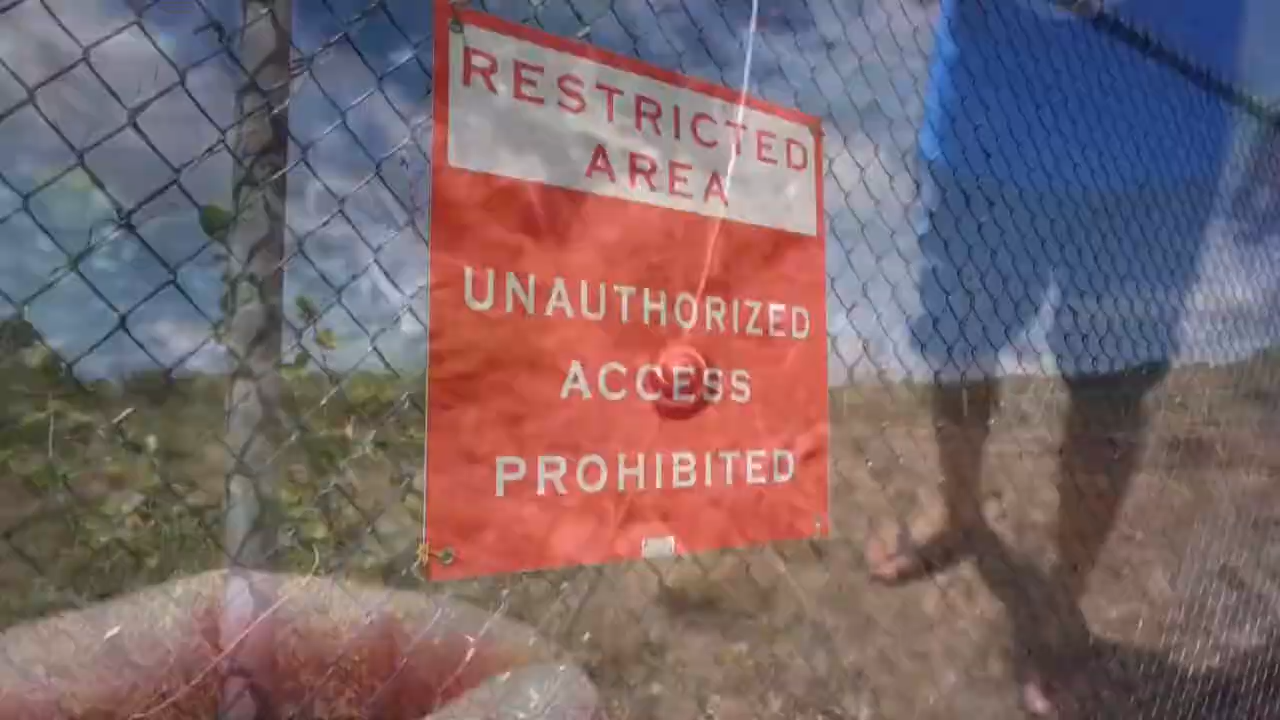 RESTRICTED
AREA
UNAUTHORIZED
ACCESS
PROHIBITED